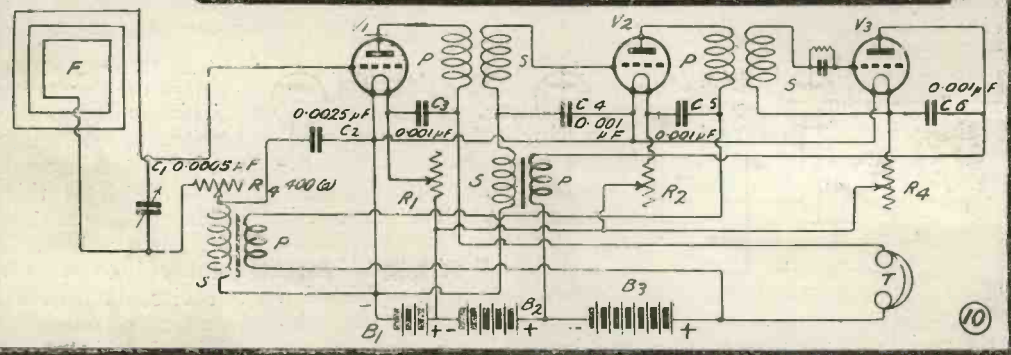 V1
V2
V3
F
P
S
P
S
0.0025µF
C2
C3
0.001µF
C4
0.001
µF
C5
0.001µF
0.001µF
C6
C1 0.0005µF
R4 400ω
R1
S
P
R2
R4
S
P
T
B1
+
-
B2
+
-
B3
+
-
10